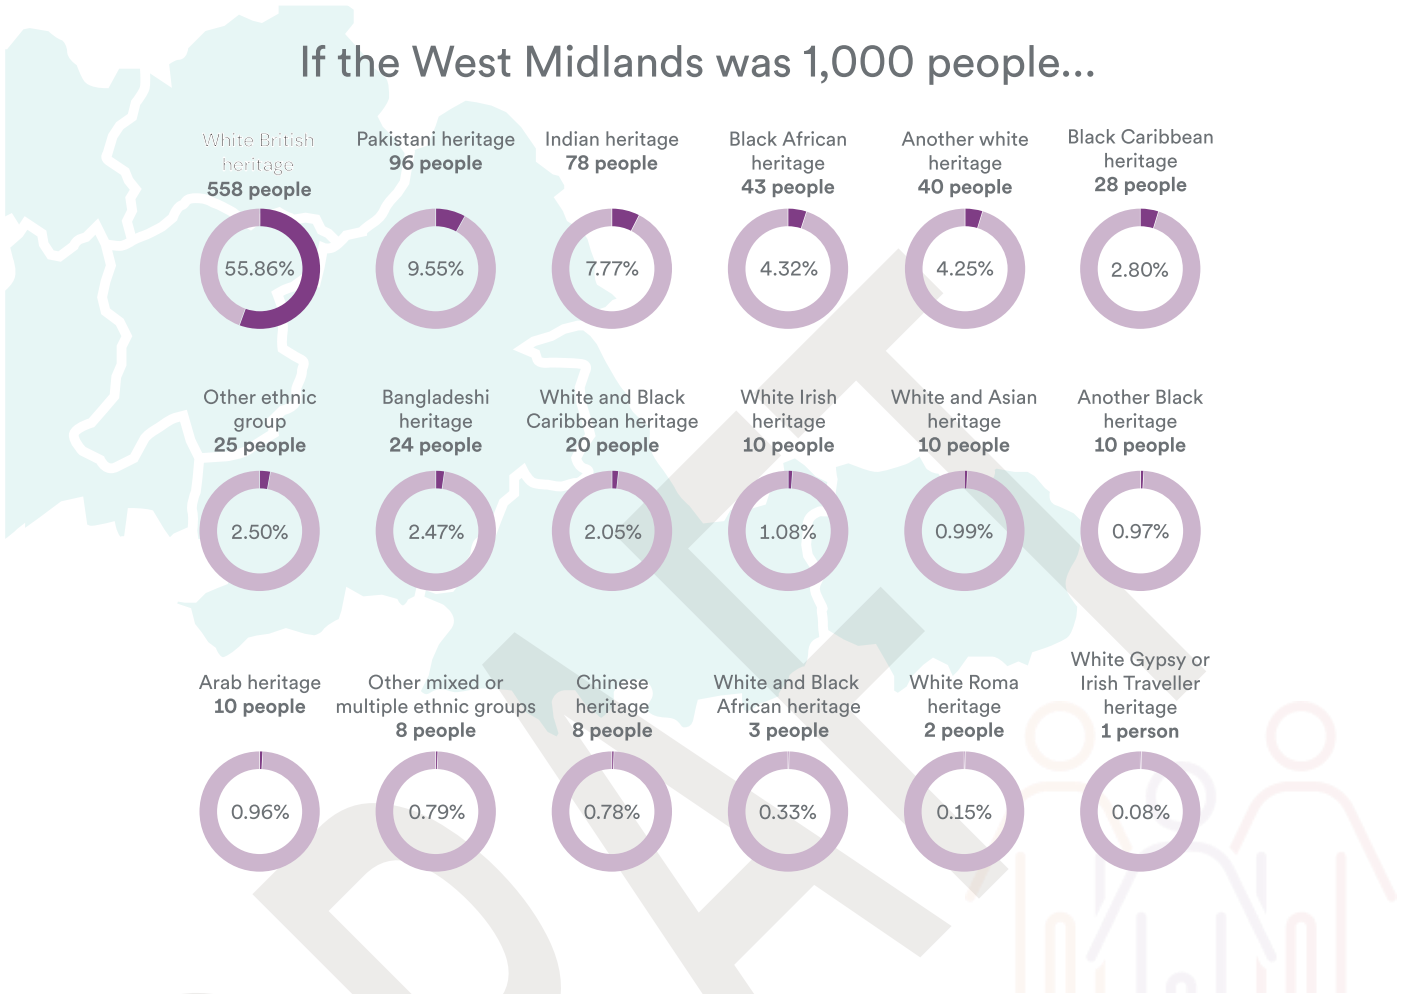 If the West Midlands was 1,000 people...
White British
heritage
558 people
55.86%
Pakistani heritage
96 people
9.55%
Indian heritage
78 people
7.77%
Black African
heritage
43 people
4.32%
Another white
heritage
40 people
4.25%
Black Caribbean
heritage
28 people
2.80%
Other ethnic
group
25 people
2.50%
Bangladeshi
heritage
24 people
2.47%
White and Black
Caribbean heritage
20 people
2.05%
White Irish
heritage
10 people
1.08%
White and Asian
heritage
10 people
0.99%
Another Black
heritage
10 people
0.97%
Arab heritage
10 people
0.96%
Other mixed or
multiple ethnic groups
8 people
0.79%
Chinese
heritage
8 people
0.78%
White and Black
African heritage
3 people
0.33%
White Roma
heritage
2 people
0.15%
White Gypsy or
Irish Traveller
heritage
1 person
0.08%
DRAFT